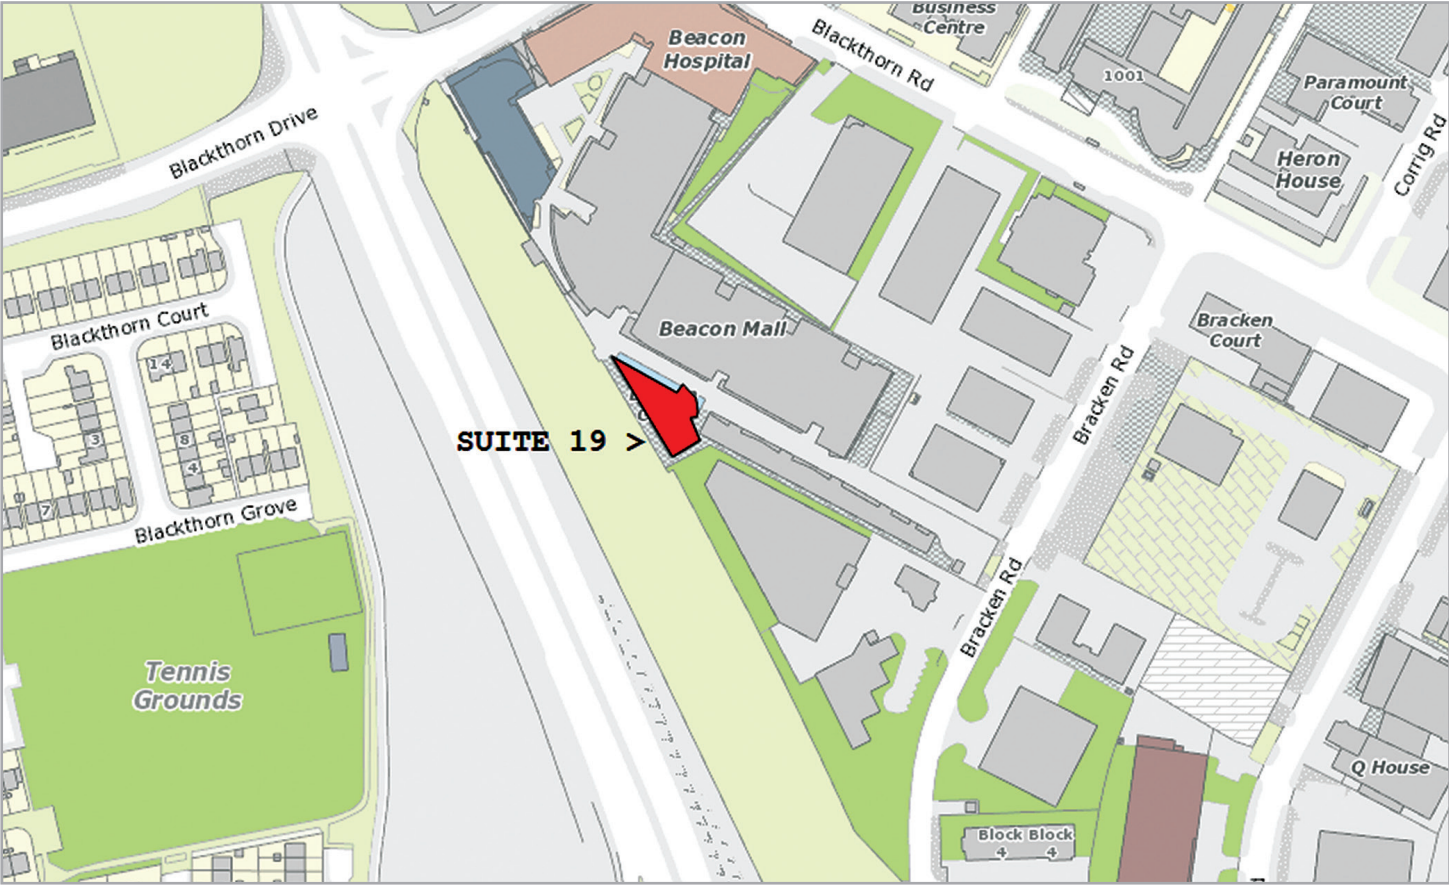 Business
Centre
Beacon
Hospital
Blackthorn Rd
1001
Paramount
Court
Blackthorn Drive
Corrig Rd
Heron
House
Blackthorn Court
Beacon Mall
Bracken
Court
Bracken Rd
14
3
8
4
7
SUITE 19 >
Blackthorn Grove
Bracken Rd
Tennis
Grounds
Q House
Block Block
4 4